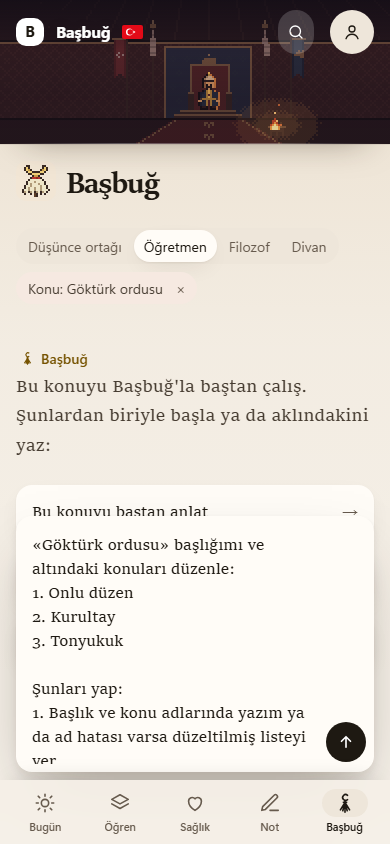 B Başbuğ
Başbuğ
Düşünce ortağı Öğretmen Filozof Divan
Konu: Göktürk ordusu ×
Başbuğ
Bu konuyu Başbuğ'la baştan çalış.
Şunlardan biriyle başla ya da aklındakini
yaz:
Bu konuyu baştan anlat →
«Göktürk ordusu» başlığımı ve
altındaki konuları düzenle:
1. Onlu düzen
2. Kurultay
3. Tonyukuk
Şunları yap:
1. Başlık ve konu adlarında yazım ya
da ad hatası varsa düzeltilmiş listeyi
ver
Bugün Öğren Sağlık Not Başbuğ